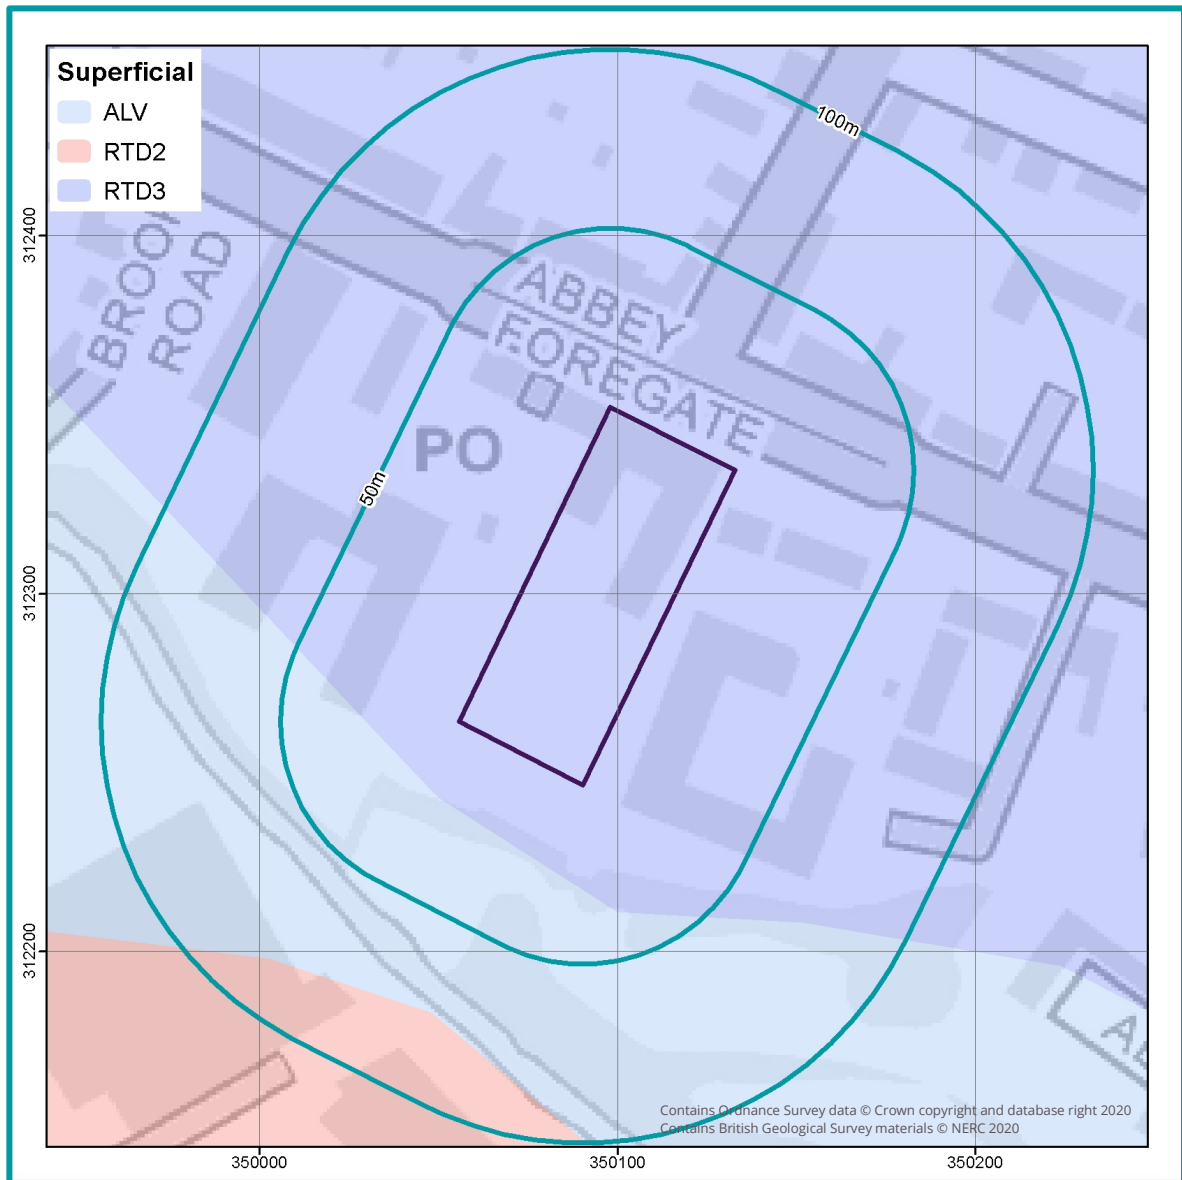 Superficial
ALV
RTD2
RTD3
100m
312400
BROOK
ROAD
ABBEY
FOREGATE
PO
50m
312300
312200
Contains Ordnance Survey data © Crown copyright and database right 2020
Contains British Geological Survey materials © NERC 2020
350000
350100
350200